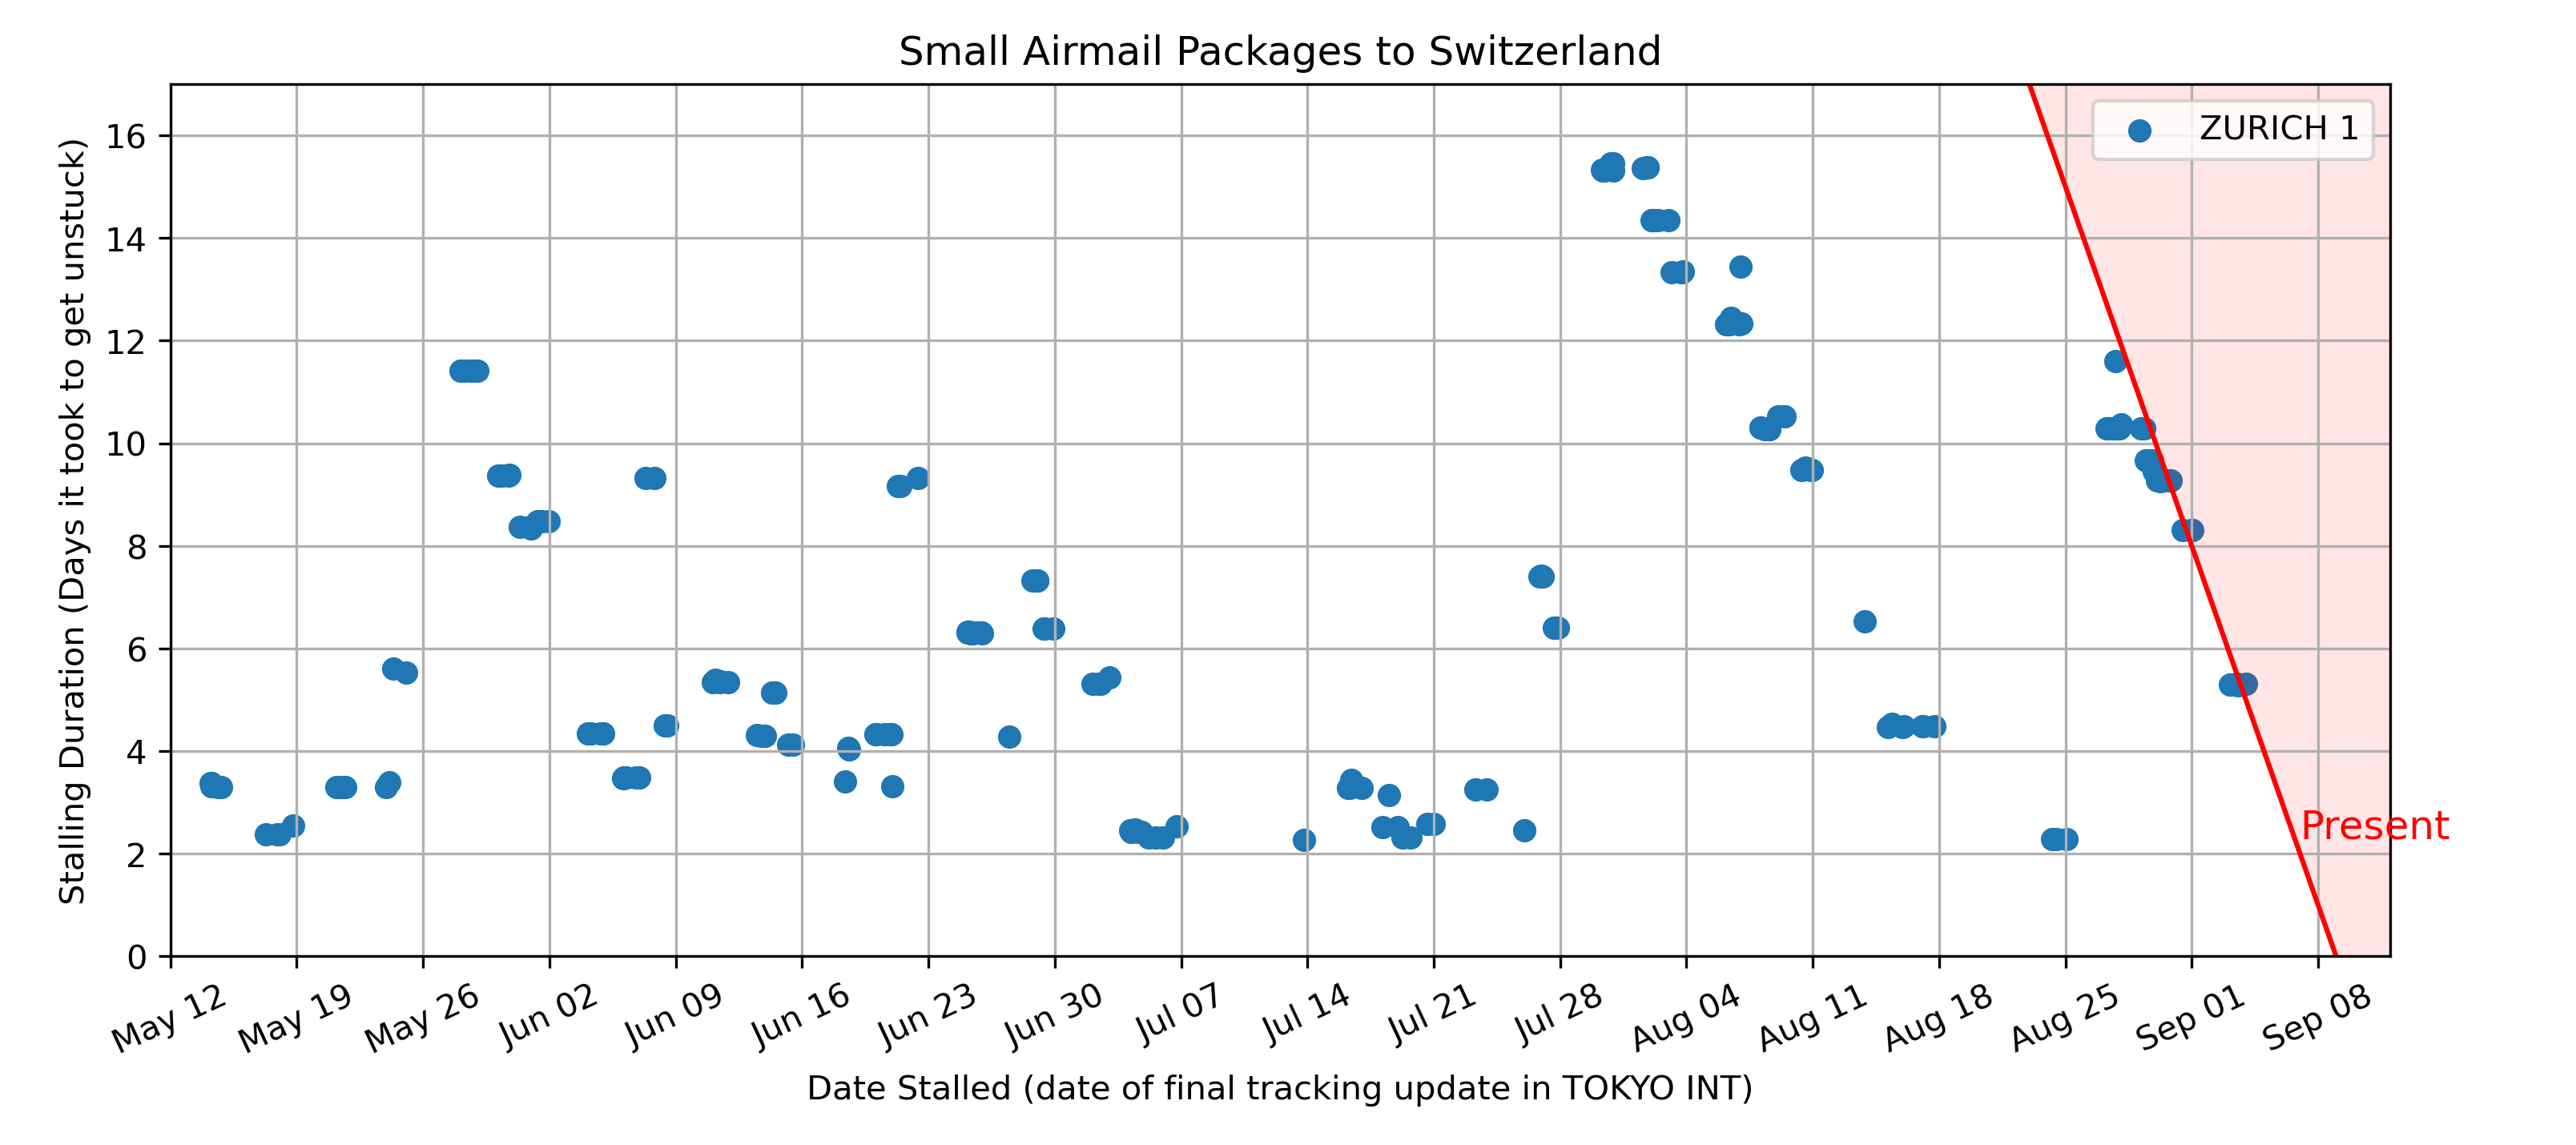 Small Airmail Packages to Switzerland
ZURICH 1
Stalling Duration (Days it took to get unstuck)
16
14
12
10
8
6
4
2
0
Present
May 12
May 19
May 26
Jun 02
Jun 09
Jun 16
Jun 23
Jun 30
Jul 07
Jul 14
Jul 21
Jul 28
Aug 04
Aug 11
Aug 18
Aug 25
Sep 01
Sep 08
Date Stalled (date of final tracking update in TOKYO INT)